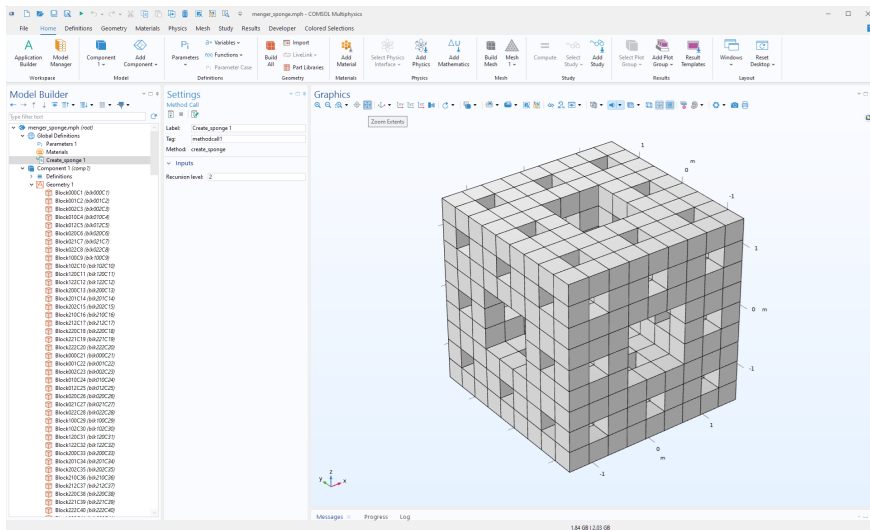 menger_sponge.mph - COMSOL Multiphysics
File Home Definitions Geometry Materials Physics Mesh Study Results Developer Colored Selections
Application Builder
Model Manager
Workspace
Component 1
Add Component
Model
Parameters
Pi
a= Variables
f(x) Functions
Pi Parameter Case
Definitions
Build All
Import
LiveLink
Part Libraries
Geometry
Add Material
Materials
Select Physics Interface
Add Physics
Add Mathematics
Physics
Build Mesh
Mesh 1
Mesh
Compute
Select Study
Add Study
Study
Select Plot Group
Add Plot Group
Result Templates
Results
Windows
Reset Desktop
Layout
Model Builder
Type filter text
menger_sponge.mph (root)
Global Definitions
Pi Parameters 1
Materials
Create_sponge 1
Component 1 (comp1)
Definitions
Geometry 1
Block000C1 (blk000C1)
Block001C2 (blk001C2)
Block002C3 (blk002C3)
Block010C4 (blk010C4)
Block012C5 (blk012C5)
Block020C6 (blk020C6)
Block021C7 (blk021C7)
Block022C8 (blk022C8)
Block100C9 (blk100C9)
Block102C10 (blk102C10)
Block120C11 (blk120C11)
Block122C12 (blk122C12)
Block200C13 (blk200C13)
Block201C14 (blk201C14)
Block202C15 (blk202C15)
Block210C16 (blk210C16)
Block212C17 (blk212C17)
Block220C18 (blk220C18)
Block221C19 (blk221C19)
Block222C20 (blk222C20)
Block000C21 (blk000C21)
Block001C22 (blk001C22)
Block002C23 (blk002C23)
Block010C24 (blk010C24)
Block012C25 (blk012C25)
Block020C26 (blk020C26)
Block021C27 (blk021C27)
Block022C28 (blk022C28)
Block100C29 (blk100C29)
Block102C30 (blk102C30)
Block120C31 (blk120C31)
Block122C32 (blk122C32)
Block200C33 (blk200C33)
Block201C34 (blk201C34)
Block202C35 (blk202C35)
Block210C36 (blk210C36)
Block212C37 (blk212C37)
Block220C38 (blk220C38)
Block221C39 (blk221C39)
Block222C40 (blk222C40)
Settings
Method Call
Label: Create_sponge 1
Tag: methodcall1
Method: create_sponge
Inputs
Recursion level: 2
Graphics
Zoom Extents
1
m
0
-1
1
0 m
-1
1
0
m
-1
z
y x
Messages Progress Log
1.84 GB | 2.03 GB